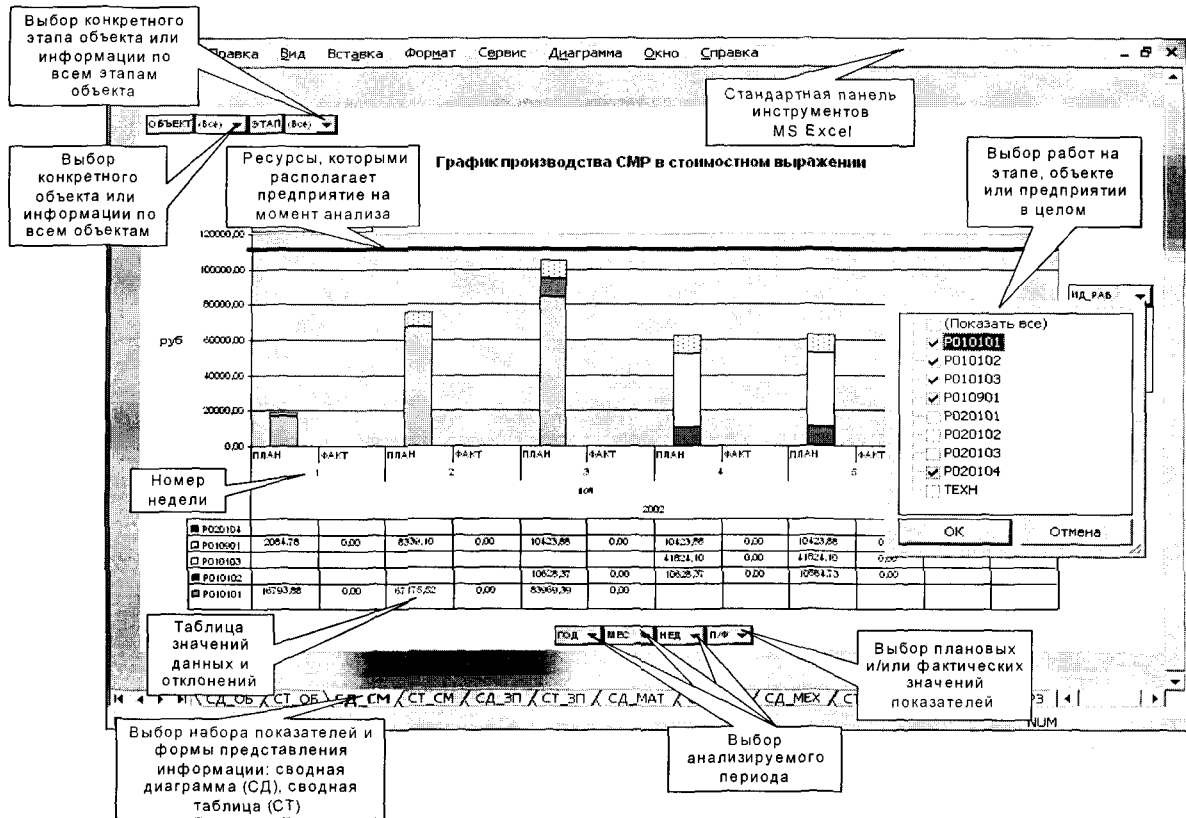 Выбор конкретного
этапа объекта или
информации по
всем этапам
объекта
Правка Вид Вставка Формат Сервис Диаграмма Окно Справка
Стандартная панель
инструментов
MS Excel
ОБЪЕКТ (Все) ЭТАП (Все)
Выбор
конкретного
объекта или
информации по
всем объектам
Ресурсы, которыми
располагает
предприятие на
момент анализа
График производства СМР в стоимостном выражении
Выбор работ на
этапе, объекте
или предприятии
в целом
120000,00
100000,00
80000,00
руб 60000,00
40000,00
20000,00
0,00
ИД_РАБ
(Показать все)
P010101
P010102
P010103
P010901
P020101
P020102
P020103
P020104
ТЕХН
ОК Отмена
ПЛАН ФАКТ ПЛАН ФАКТ ПЛАН ФАКТ ПЛАН ФАКТ ПЛАН ФАКТ
1 2 3 4 5
Номер
недели
2002
P020104
P010901 2084,78 0,00 8339,10 0,00 10423,88 0,00 10423,88 0,00 10423,88
P010103 41824,10 0,00 41824,10 0,00
P010102 10628,37 0,00 10628,37 0,00 10564,73 0,00
P010101 16793,88 0,00 67175,52 0,00 83969,39 0,00
Таблица
значений
данных и
отклонений
ГОД МЕС НЕД П/Ф
Выбор плановых
и/или фактических
значений
показателей
СД_ОБ СТ_ОБ СД_СМ СТ_СМ СД_ЗП СТ_ЗП СД_МАТ СД_МЕХ
NUM
Выбор набора показателей и
формы представления
информации: сводная
диаграмма (СД), сводная
таблица (СТ)
Выбор
анализируемого
периода